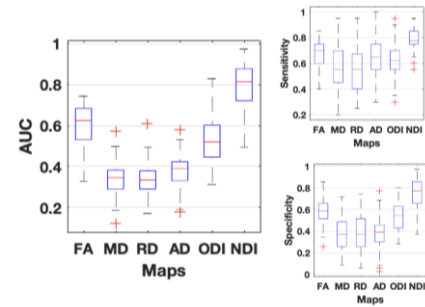 1
0.8
0.6
0.4
0.2
AUC
FA MD RD AD ODI NDI
Maps
1
0.8
0.6
0.4
0.2
Sensitivity
FA MD RD AD ODI NDI
Maps
1
0.8
0.6
0.4
0.2
0
Specificity
FA MD RD AD ODI NDI
Maps